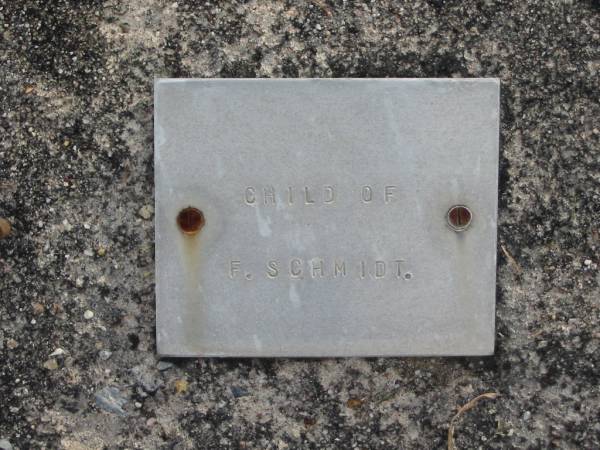 CHILD OF
F. SCHMIDT.